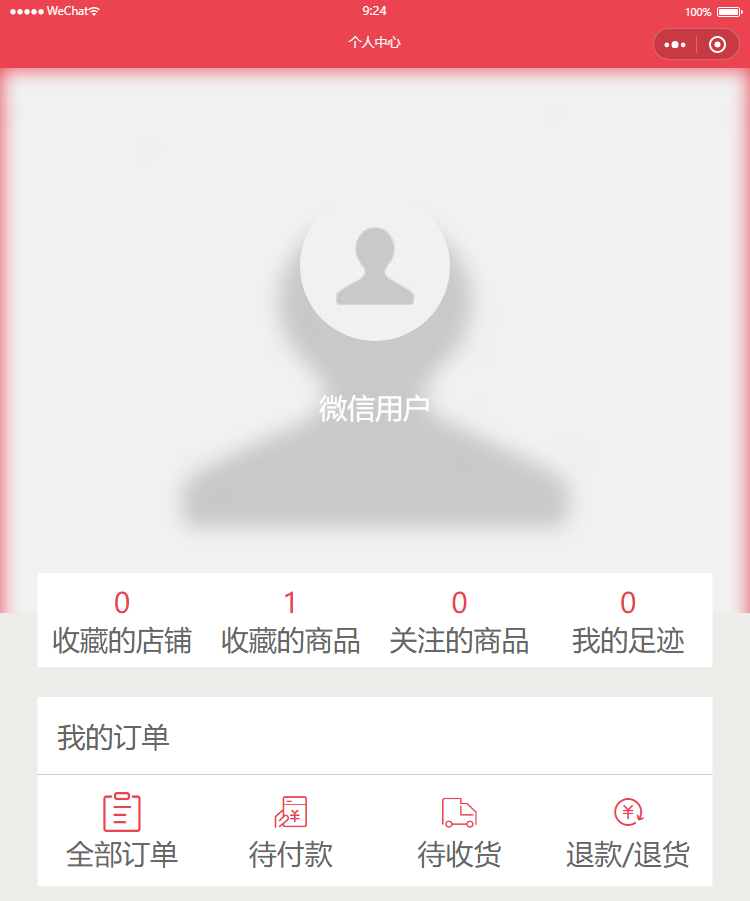 WeChat 9:24 100%
个人中心
微信用户
0 1 0 0
收藏的店铺 收藏的商品 关注的商品 我的足迹
我的订单
全部订单 待付款 待收货 退款/退货